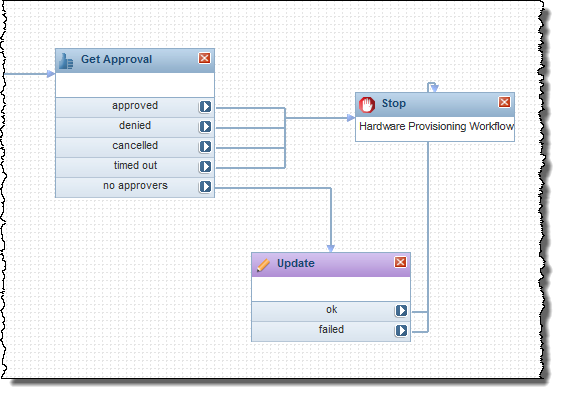 Get Approval
approved
denied
cancelled
timed out
no approvers
Stop
Hardware Provisioning Workflow
Update
ok
failed